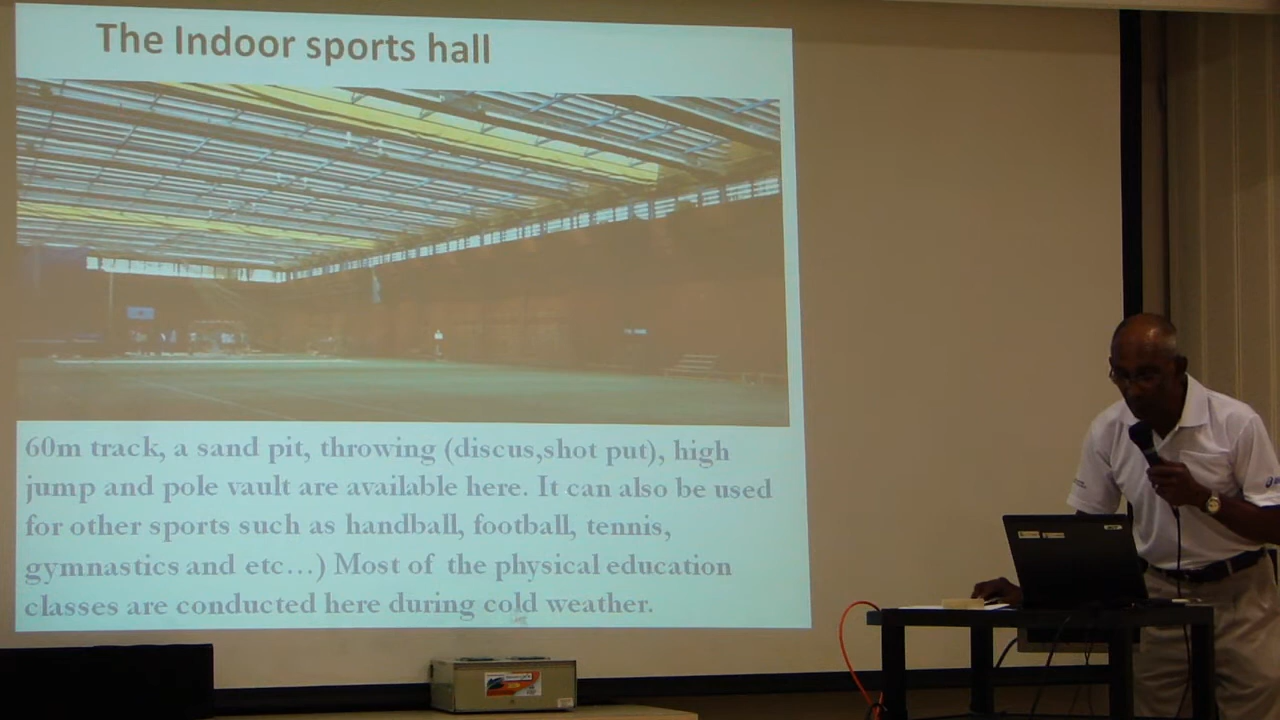 The Indoor sports hall
60m track, a sand pit, throwing (discus,shot put), high
jump and pole vault are available here. It can also be used
for other sports such as handball, football, tennis,
gymnastics and etc...) Most of the physical education
classes are conducted here during cold weather.